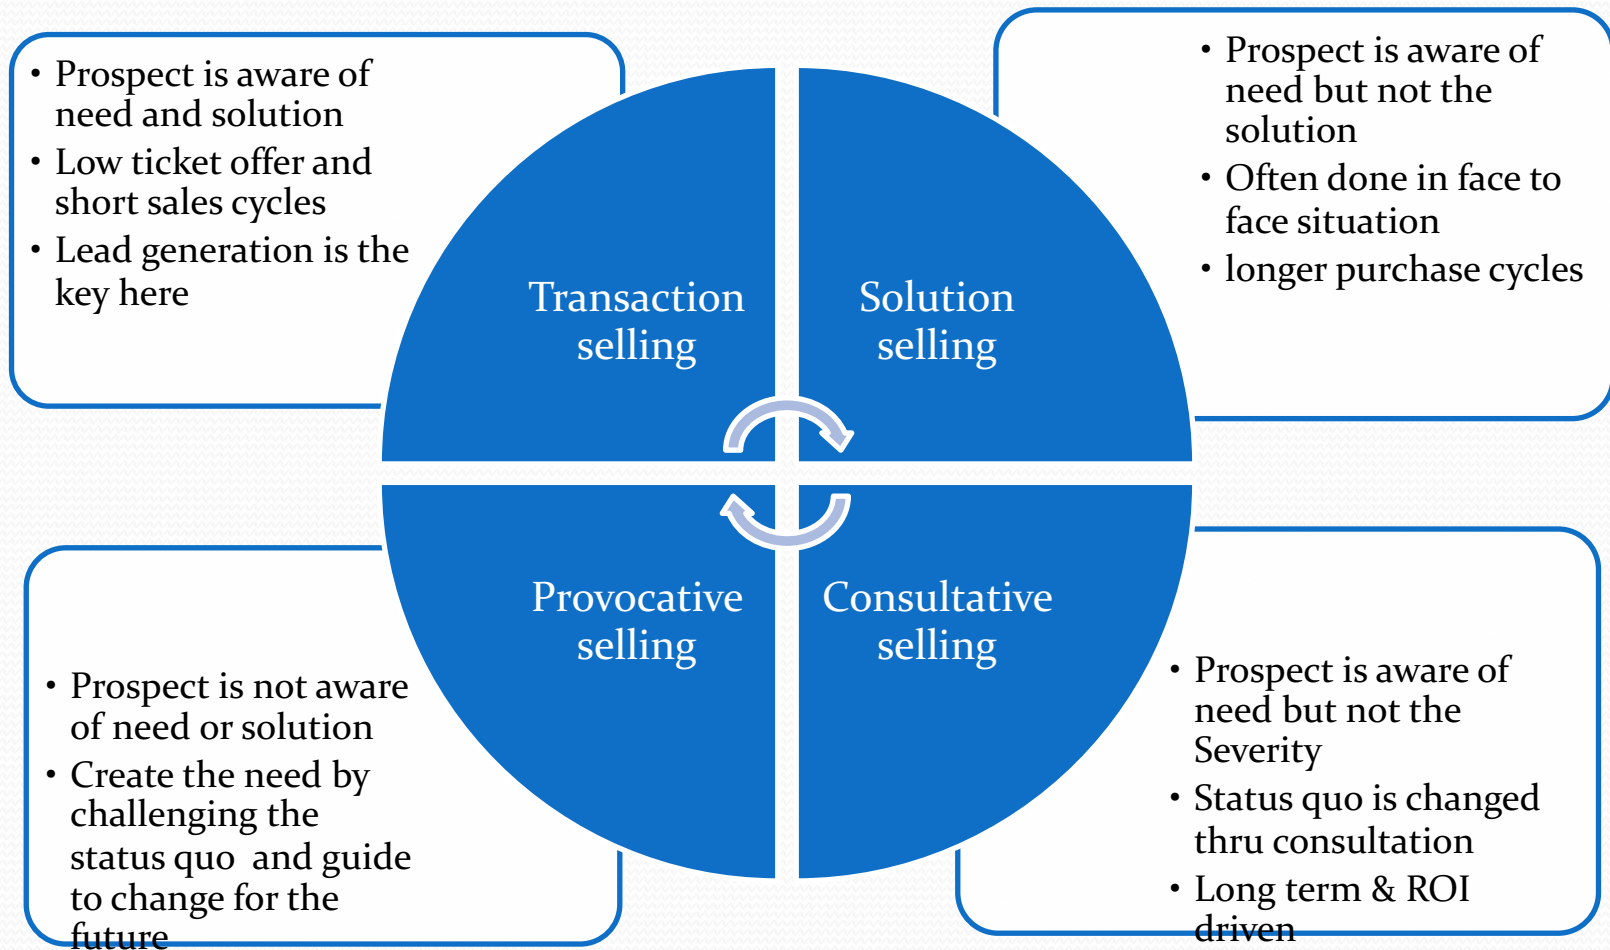 • Prospect is aware of
need and solution
• Low ticket offer and
short sales cycles
• Lead generation is the
key here
• Prospect is aware of
need but not the
solution
• Often done in face to
face situation
• longer purchase cycles
Transaction
selling
Solution
selling
Provocative
selling
Consultative
selling
• Prospect is not aware
of need or solution
• Create the need by
challenging the
status quo and guide
to change for the
future
• Prospect is aware of
need but not the
Severity
• Status quo is changed
thru consultation
• Long term & ROI
driven